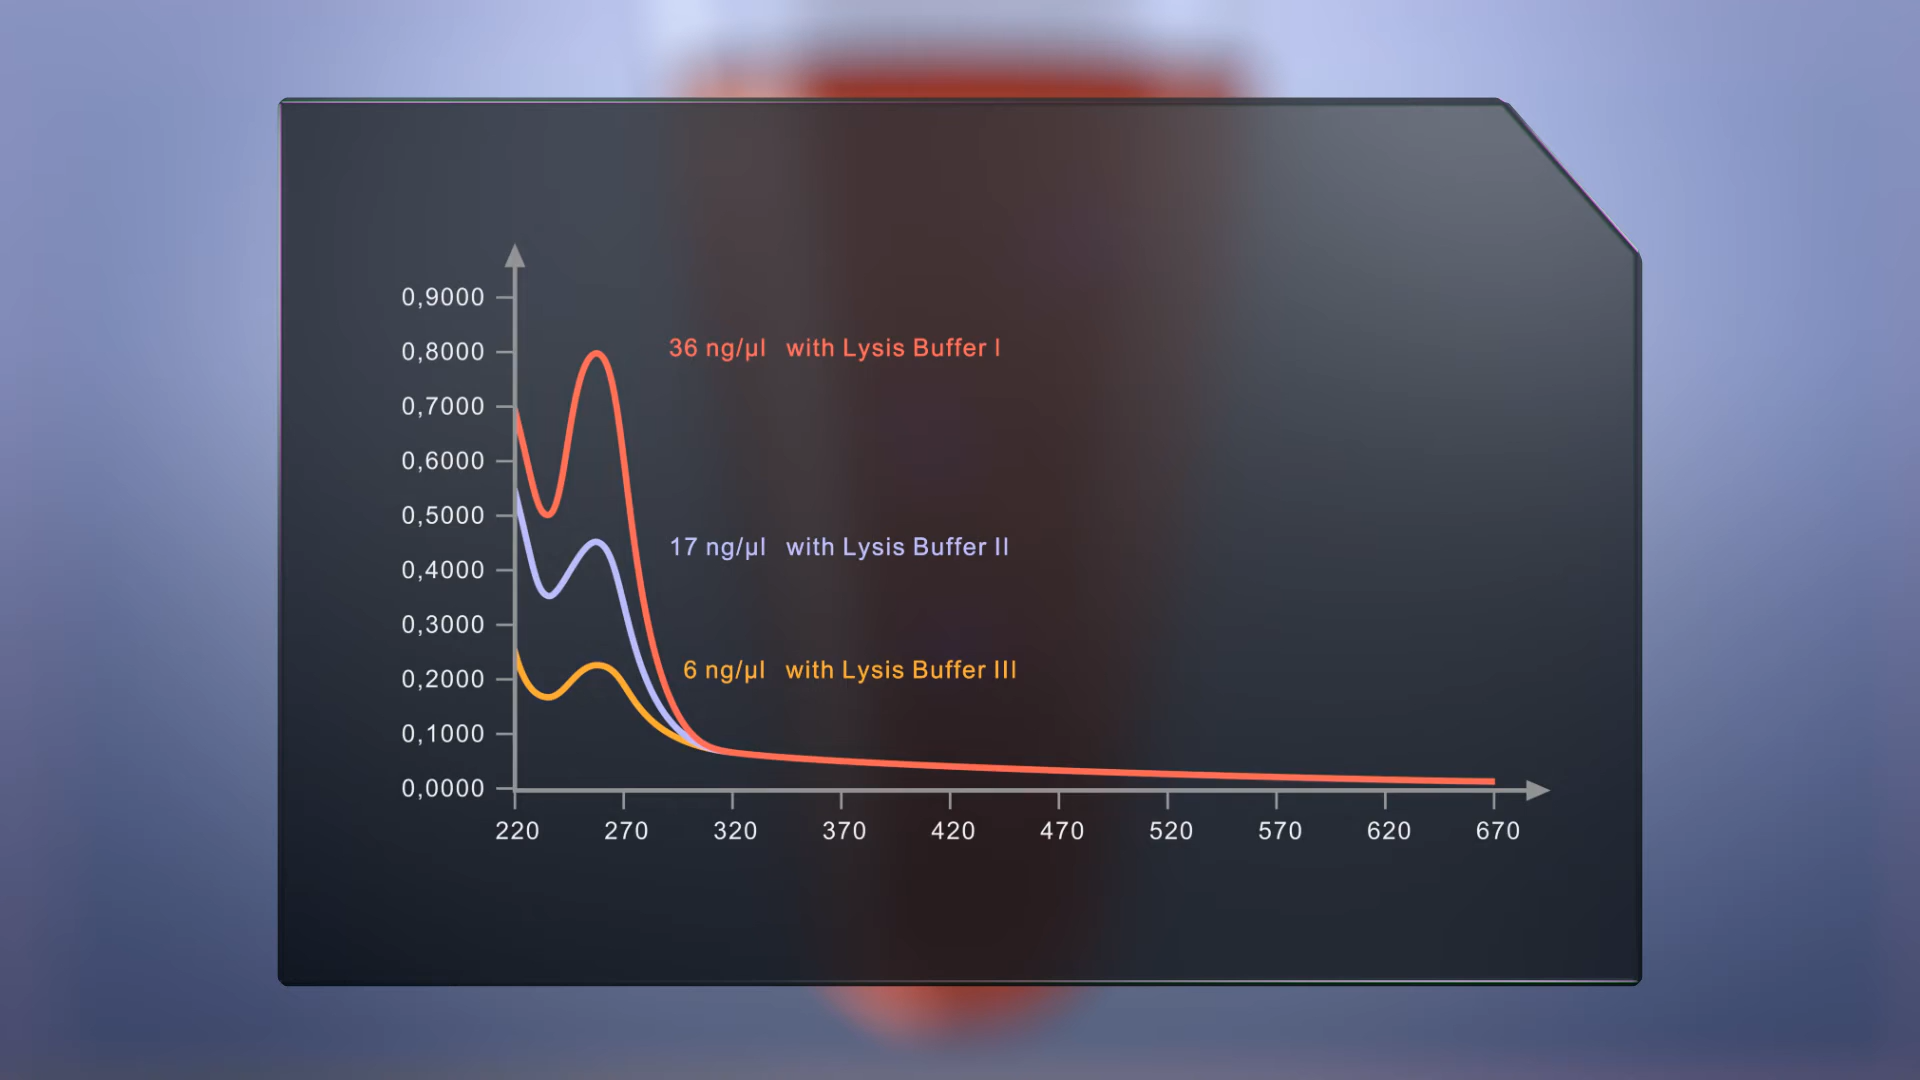 0,9000
0,8000
0,7000
0,6000
0,5000
0,4000
0,3000
0,2000
0,1000
0,0000
36 ng/µl with Lysis Buffer I
17 ng/µl with Lysis Buffer II
6 ng/µl with Lysis Buffer III
220 270 320 370 420 470 520 570 620 670